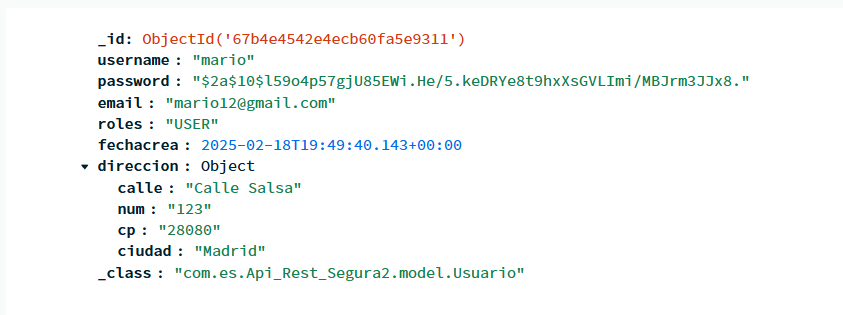 _id: ObjectId('67b4e4542e4ecb60fa5e9311')
username : "mario"
password : "$2a$10$l59o4p57gjU85EWi.He/5.keDRYe8t9hxXsGVLImi/MBJrm3JJx8."
email : "mario12@gmail.com"
roles : "USER"
fechacrea : 2025-02-18T19:49:40.143+00:00
direccion : Object
calle : "Calle Salsa"
num : "123"
cp : "28080"
ciudad : "Madrid"
_class : "com.es.Api_Rest_Segura2.model.Usuario"